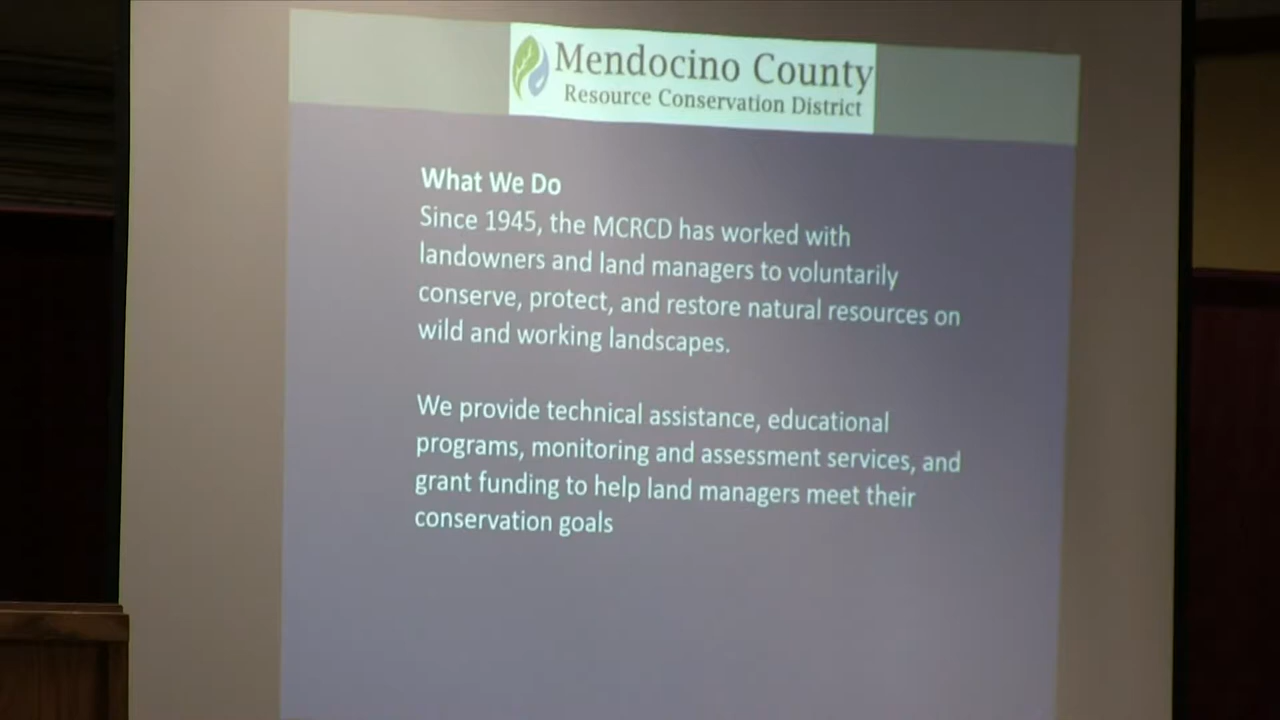 Mendocino County
Resource Conservation District
What We Do
Since 1945, the MCRCD has worked with
landowners and land managers to voluntarily
conserve, protect, and restore natural resources on
wild and working landscapes.
We provide technical assistance, educational
programs, monitoring and assessment services, and
grant funding to help land managers meet their
conservation goals